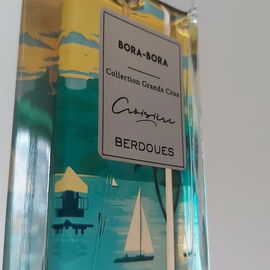 BORA-BORA
Collection Grands Crus
Croisière
BERDOUES